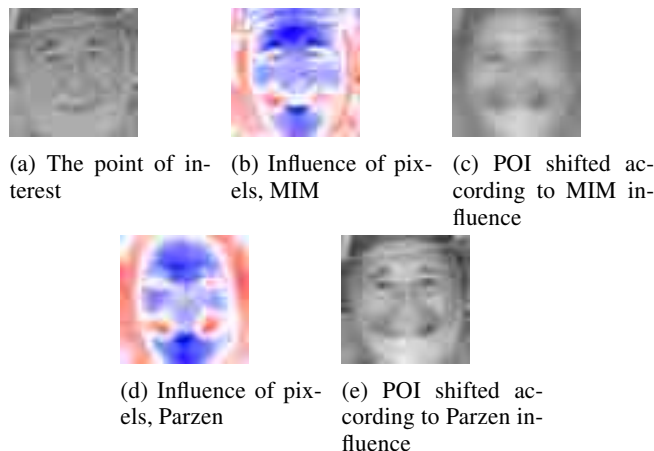 (a) The point of in-
terest
(b) Influence of pix-
els, MIM
(c) POI shifted ac-
cording to MIM in-
fluence
(d) Influence of pix-
els, Parzen
(e) POI shifted ac-
cording to Parzen in-
fluence